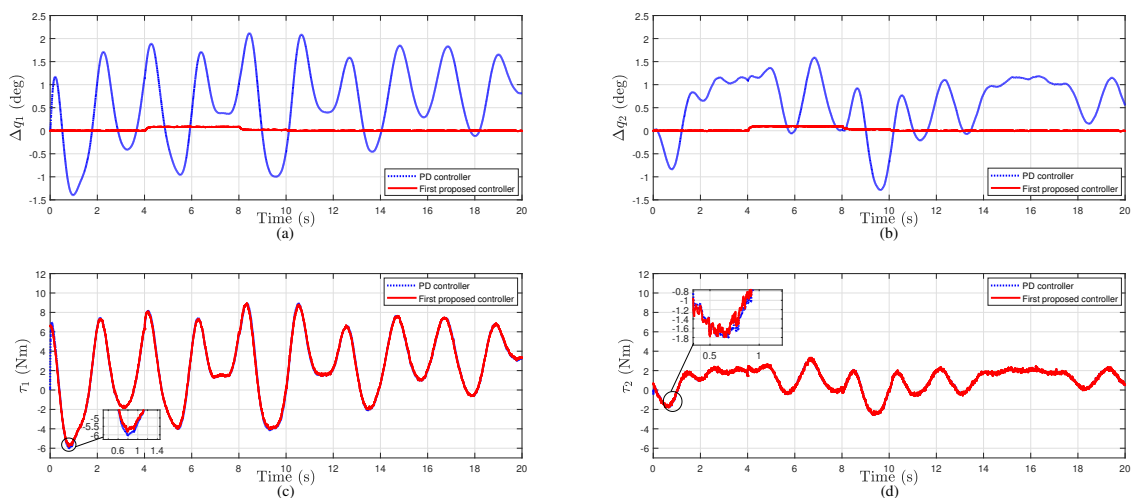 2.5
2
1.5
1
0.5
0
-0.5
-1
-1.5
Δq1 (deg)
0 2 4 6 8 10 12 14 16 18 20
Time (s)
PD controller
First proposed controller
(a)
2.5
2
1.5
1
0.5
0
-0.5
-1
-1.5
Δq2 (deg)
0 2 4 6 8 10 12 14 16 18 20
Time (s)
PD controller
First proposed controller
(b)
12
10
8
6
4
2
0
-2
-4
-6
τ1 (Nm)
PD controller
First proposed controller
-5
-5.5
-6
0.6 1 1.4
0 2 4 6 8 10 12 14 16 18 20
Time (s)
(c)
12
10
8
6
4
2
0
-2
-4
-6
τ2 (Nm)
PD controller
First proposed controller
-0.8
-1
-1.2
-1.4
-1.6
-1.8
0.5 1
0 2 4 6 8 10 12 14 16 18 20
Time (s)
(d)